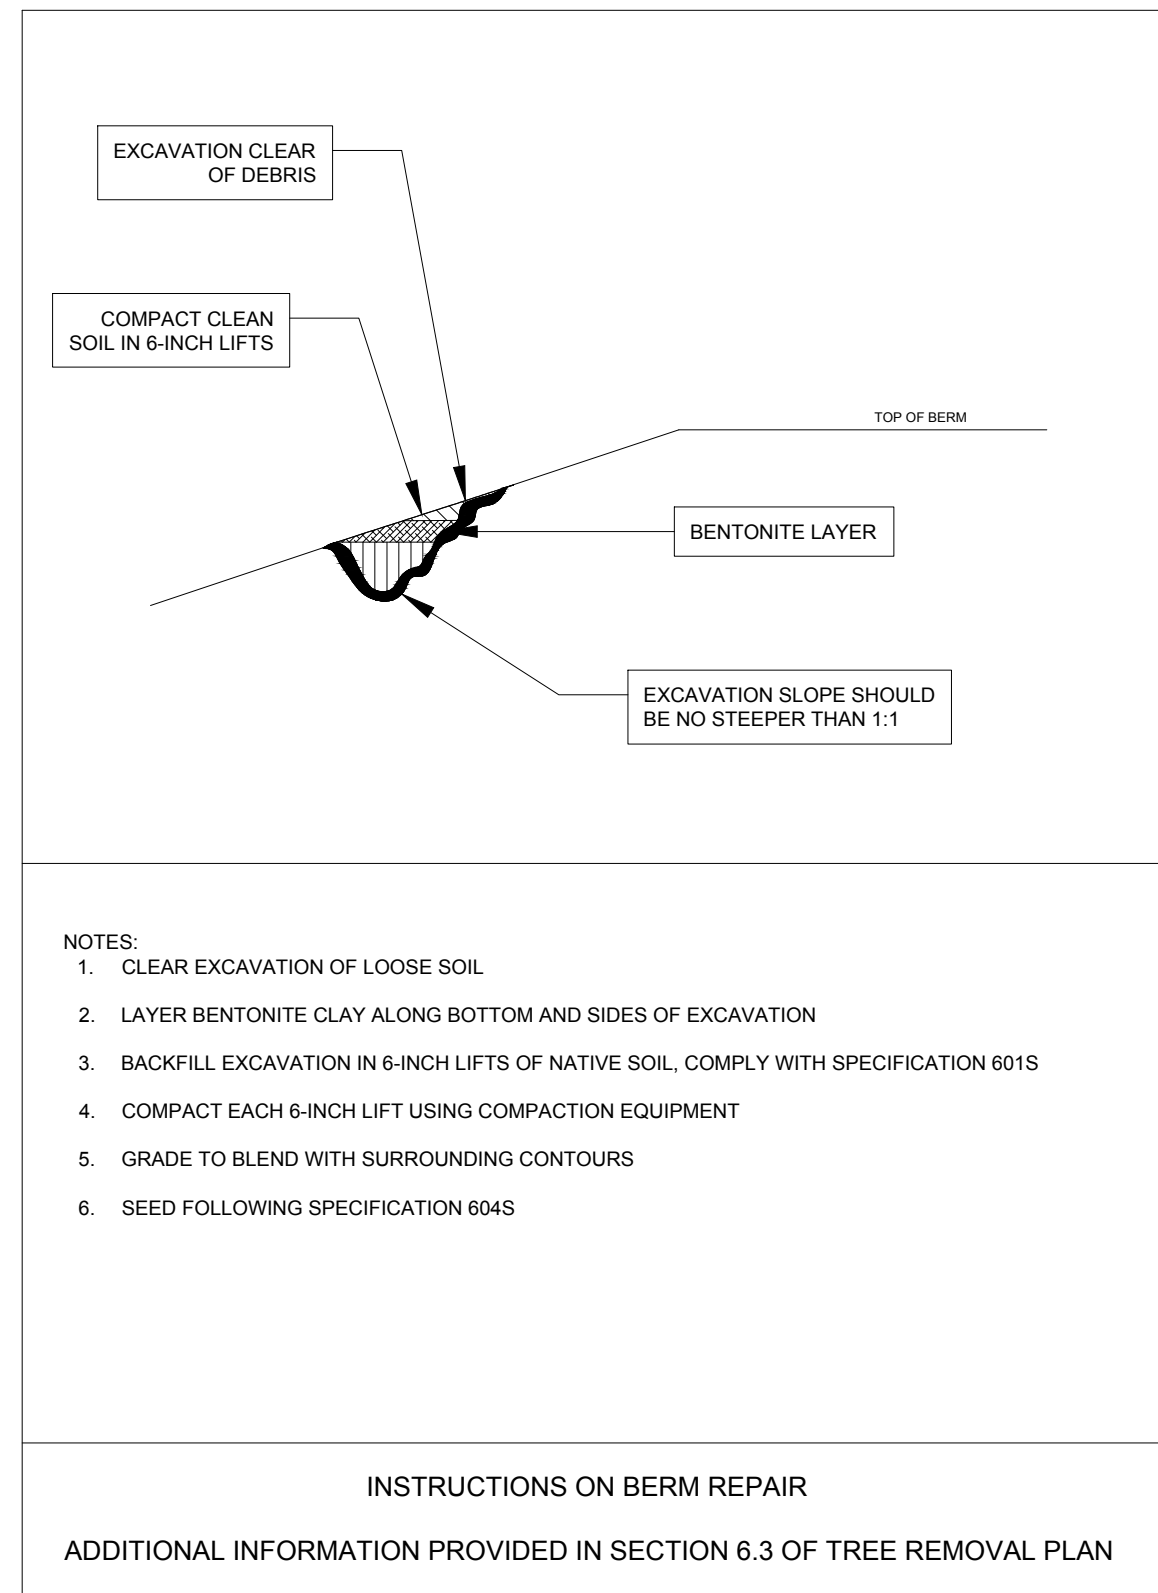 EXCAVATION CLEAR
OF DEBRIS
COMPACT CLEAN
SOIL IN 6-INCH LIFTS
TOP OF BERM
BENTONITE LAYER
EXCAVATION SLOPE SHOULD
BE NO STEEPER THAN 1:1
NOTES:
1. CLEAR EXCAVATION OF LOOSE SOIL
2. LAYER BENTONITE CLAY ALONG BOTTOM AND SIDES OF EXCAVATION
3. BACKFILL EXCAVATION IN 6-INCH LIFTS OF NATIVE SOIL, COMPLY WITH SPECIFICATION 601S
4. COMPACT EACH 6-INCH LIFT USING COMPACTION EQUIPMENT
5. GRADE TO BLEND WITH SURROUNDING CONTOURS
6. SEED FOLLOWING SPECIFICATION 604S
INSTRUCTIONS ON BERM REPAIR
ADDITIONAL INFORMATION PROVIDED IN SECTION 6.3 OF TREE REMOVAL PLAN